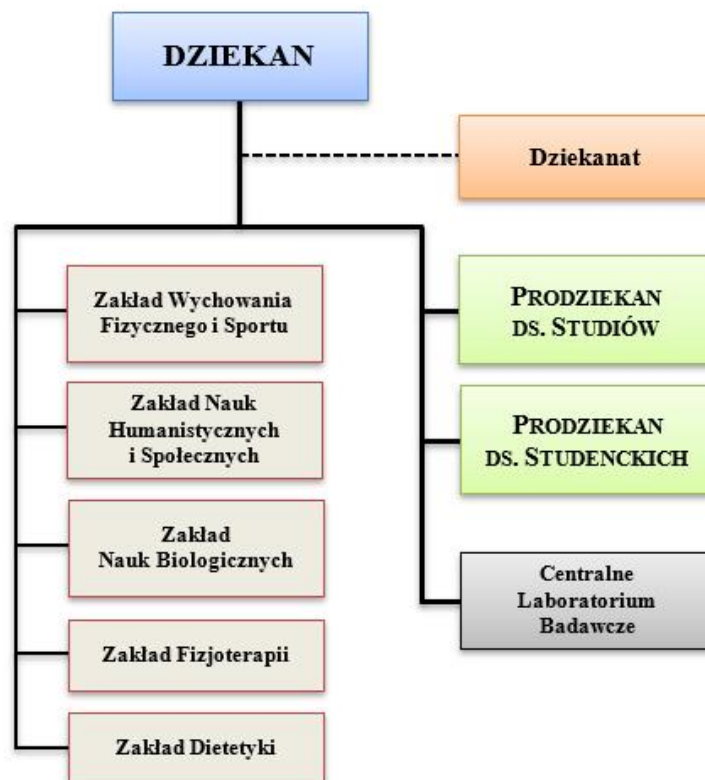 DZIEKAN
Dziekanat
Zakład Wychowania
Fizycznego i Sportu
Zakład Nauk
Humanistycznych
i Społecznych
Zakład
Nauk Biologicznych
Zakład Fizjoterapii
Zakład Dietetyki
PRODZIEKAN
DS. STUDIÓW
PRODZIEKAN
DS. STUDENCKICH
Centralne
Laboratorium
Badawcze